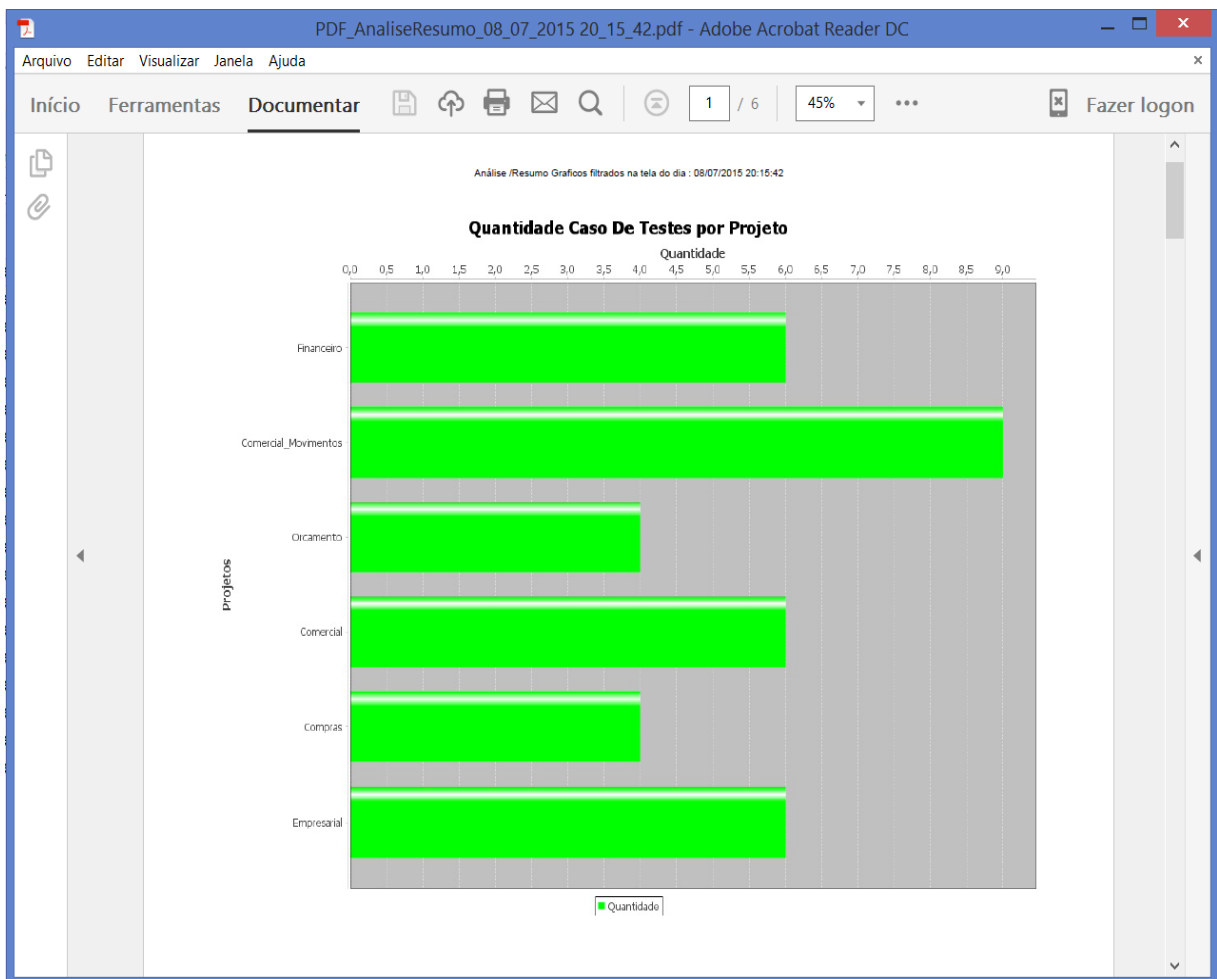 PDF_AnaliseResumo_08_07_2015 20_15_42.pdf - Adobe Acrobat Reader DC
Arquivo Editar Visualizar Janela Ajuda
Início Ferramentas Documentar 1 / 6 45% Fazer logon
Análise /Resumo Graficos filtrados na tela do dia : 08/07/2015 20:15:42
Quantidade Caso De Testes por Projeto
Quantidade
0,0 0,5 1,0 1,5 2,0 2,5 3,0 3,5 4,0 4,5 5,0 5,5 6,0 6,5 7,0 7,5 8,0 8,5 9,0
Financeiro
Comercial_Movimentos
Orcamento
Projetos
Comercial
Compras
Empresarial
Quantidade